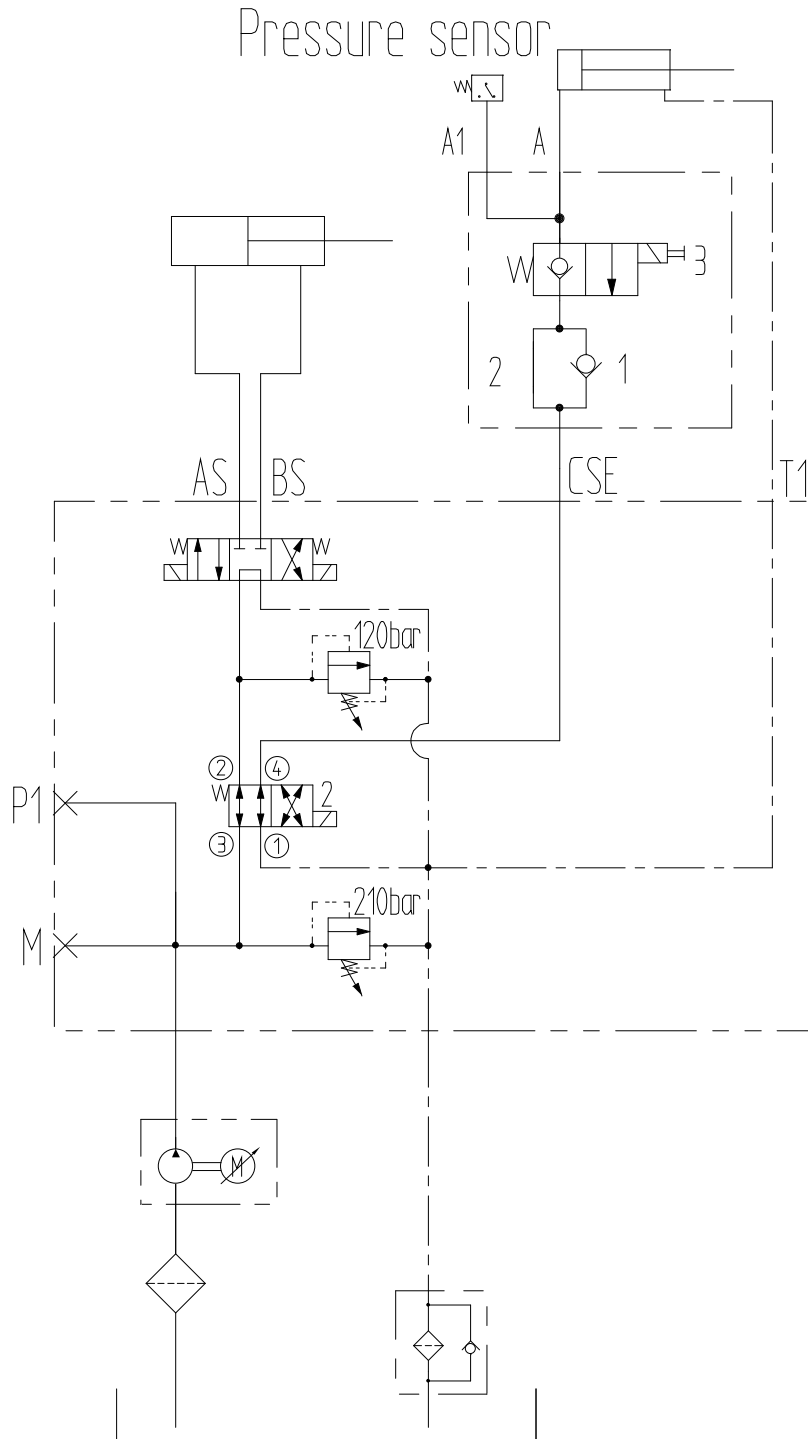 Pressure sensor
A1
A
3
2
1
AS
BS
CSE
T1
120bar
②
④
2
P1
③
①
210bar
M
M